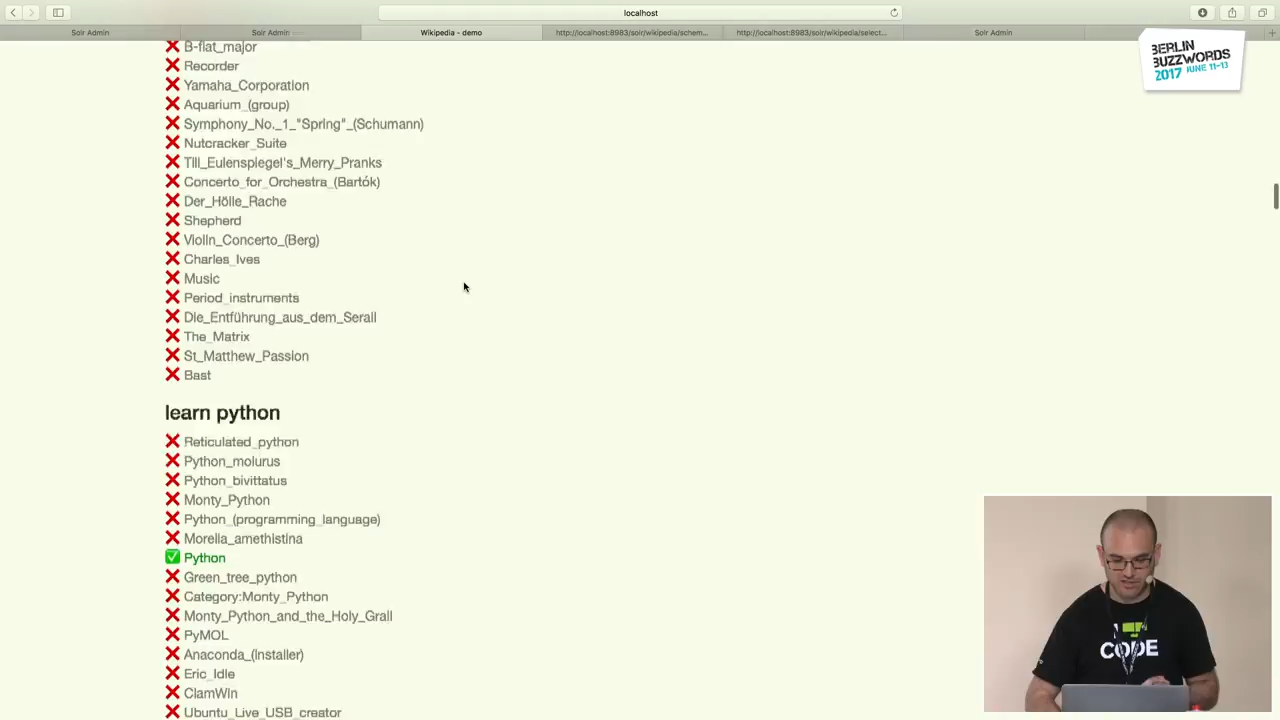 localhost
Solr Admin
Solr Admin
Wikipedia - demo
http://localhost:8983/solr/wikipedia/schem...
http://localhost:8983/solr/wikipedia/select...
Solr Admin
BERLIN
BUZZWORDS
2017 JUNE 11-13
B-flat_major
Recorder
Yamaha_Corporation
Aquarium_(group)
Symphony_No._1_"Spring"_(Schumann)
Nutcracker_Suite
Till_Eulenspiegel's_Merry_Pranks
Concerto_for_Orchestra_(Bartók)
Der_Hölle_Rache
Shepherd
Violin_Concerto_(Berg)
Charles_Ives
Music
Period_instruments
Die_Entführung_aus_dem_Serail
The_Matrix
St_Matthew_Passion
Bast
learn python
Reticulated_python
Python_molurus
Python_bivittatus
Monty_Python
Python_(programming_language)
Morelia_amethistina
Python
Green_tree_python
Category:Monty_Python
Monty_Python_and_the_Holy_Grail
PyMOL
Anaconda_(installer)
Eric_Idle
ClamWin
Ubuntu_Live_USB_creator
CODE